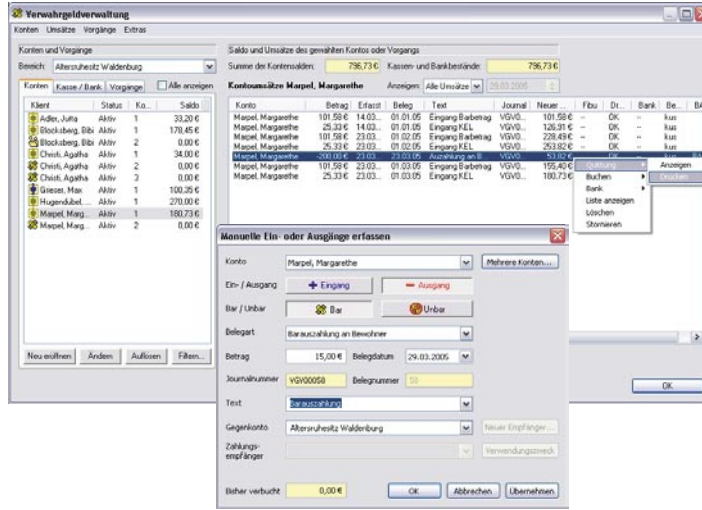 Verwahrgeldverwaltung
Konten Umsätze Vorgänge Extras
Konten und Vorgänge
Bereich: Altersruhesitz Waldenburg
Konten Kasse / Bank Vorgänge Alle anzeigen
Klient Status Ko... Saldo
Adler, Jutta Aktiv 1 33,20 €
Blocksberg, Bibi Aktiv 1 178,45 €
Blocksberg, Bibi Aktiv 2 0,00 €
Christi, Agatha Aktiv 1 34,00 €
Christi, Agatha Aktiv 2 0,00 €
Christi, Agatha Aktiv 3 0,00 €
Grieser, Max Aktiv 1 100,35 €
Hugendubel, ... Aktiv 1 270,00 €
Marpel, Marg... Aktiv 1 180,73 €
Marpel, Marg... Aktiv 2 0,00 €
Neu eröffnen Ändern Auflösen Filtern...
Saldo und Umsätze des gewählten Kontos oder Vorgangs
Summe der Kontensalden: 796,73 € Kassen- und Bankbestände: 796,73 €
Kontoumsätze Marpel, Margarethe Anzeigen: Alle Umsätze 29.03.2005
Konto Betrag Erfasst Beleg Text Journal Neuer ... Fbu Dr... Bank Be... BA
Marpel, Margarethe 101,58 € 14.03... 01.01.05 Eingang Barbetrag VGV0... 101,58 € -- OK -- kus
Marpel, Margarethe 25,33 € 14.03... 01.01.05 Eingang KEL VGV0... 126,91 € -- OK -- kus
Marpel, Margarethe 101,58 € 23.03... 01.02.05 Eingang Barbetrag VGV0... 228,49 € -- OK -- kus
Marpel, Margarethe 25,33 € 23.03... 01.02.05 Eingang KEL VGV0... 253,82 € -- OK -- kus
Marpel, Margarethe -200,00 € 23.03... 23.03.05 Auszahlung an B... VGV0... 53,82 € -- OK -- kus
Marpel, Margarethe 101,58 € 23.03... 01.03.05 Eingang Barbetrag VGV0... 155,40 €
Marpel, Margarethe 25,33 € 23.03... 01.03.05 Eingang KEL VGV0... 180,73 €
Quittung Anzeigen
Buchen Drucken
Bank
Liste anzeigen
Löschen
Stornieren
OK
Manuelle Ein- oder Ausgänge erfassen
Konto Marpel, Margarethe Mehrere Konten...
Ein- / Ausgang Eingang Ausgang
Bar / Unbar Bar Unbar
Belegart Barauszahlung an Bewohner
Betrag 15,00 € Belegdatum 29.03.2005
Journalnummer VGV00058 Belegnummer 58
Text Barauszahlung
Gegenkonto Altersruhesitz Waldenburg Neuer Empfänger...
Zahlungs-
empfänger Verwendungszweck
Bisher verbucht 0,00 € OK Abbrechen Übernehmen